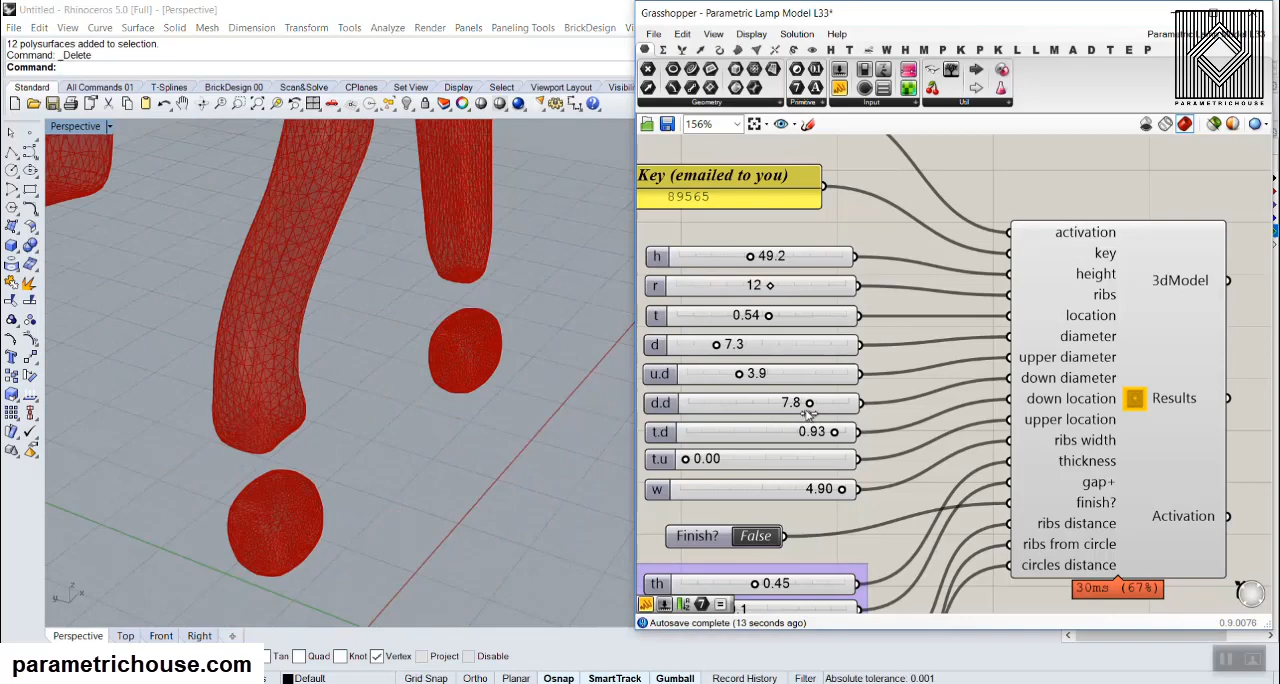 Untitled - Rhinoceros 5.0 [Full] - [Perspective]
File Edit View Curve Surface Solid Mesh Dimension Transform Tools Analyze Render Panels Paneling Tools BrickDesign
12 polysurfaces added to selection.
Command: _Delete
Command:
Standard All Commands 01 T-Splines Scan&Solve BrickDesign 00 CPlanes Set View Display Select Viewport Layout
Perspective
Perspective Top Front Right
Tan Quad Knot Vertex Project Disable
Default Grid Snap Ortho Planar Osnap SmartTrack Gumball Record History Filter Absolute tolerance: 0.001
parametrichouse.com
Grasshopper - Parametric Lamp Model L33*
File Edit View Display Solution Help
PARAMETRICHOUSE
Σ H T W H M P K P K L L M A D T E P
Geometry Primitive Input Util
156%
Key (emailed to you)
89565
h 49.2
r 12
t 0.54
d 7.3
u.d 3.9
d.d 7.8
t.d 0.93
t.u 0.00
w 4.90
Finish? False
th 0.45
activation
key
height
ribs
location
diameter
upper diameter
down diameter
down location
upper location
ribs width
thickness
gap+
finish?
ribs distance
ribs from circle
circles distance
3dModel
Results
Activation
30ms (67%)
Autosave complete (13 seconds ago)
0.9.0076